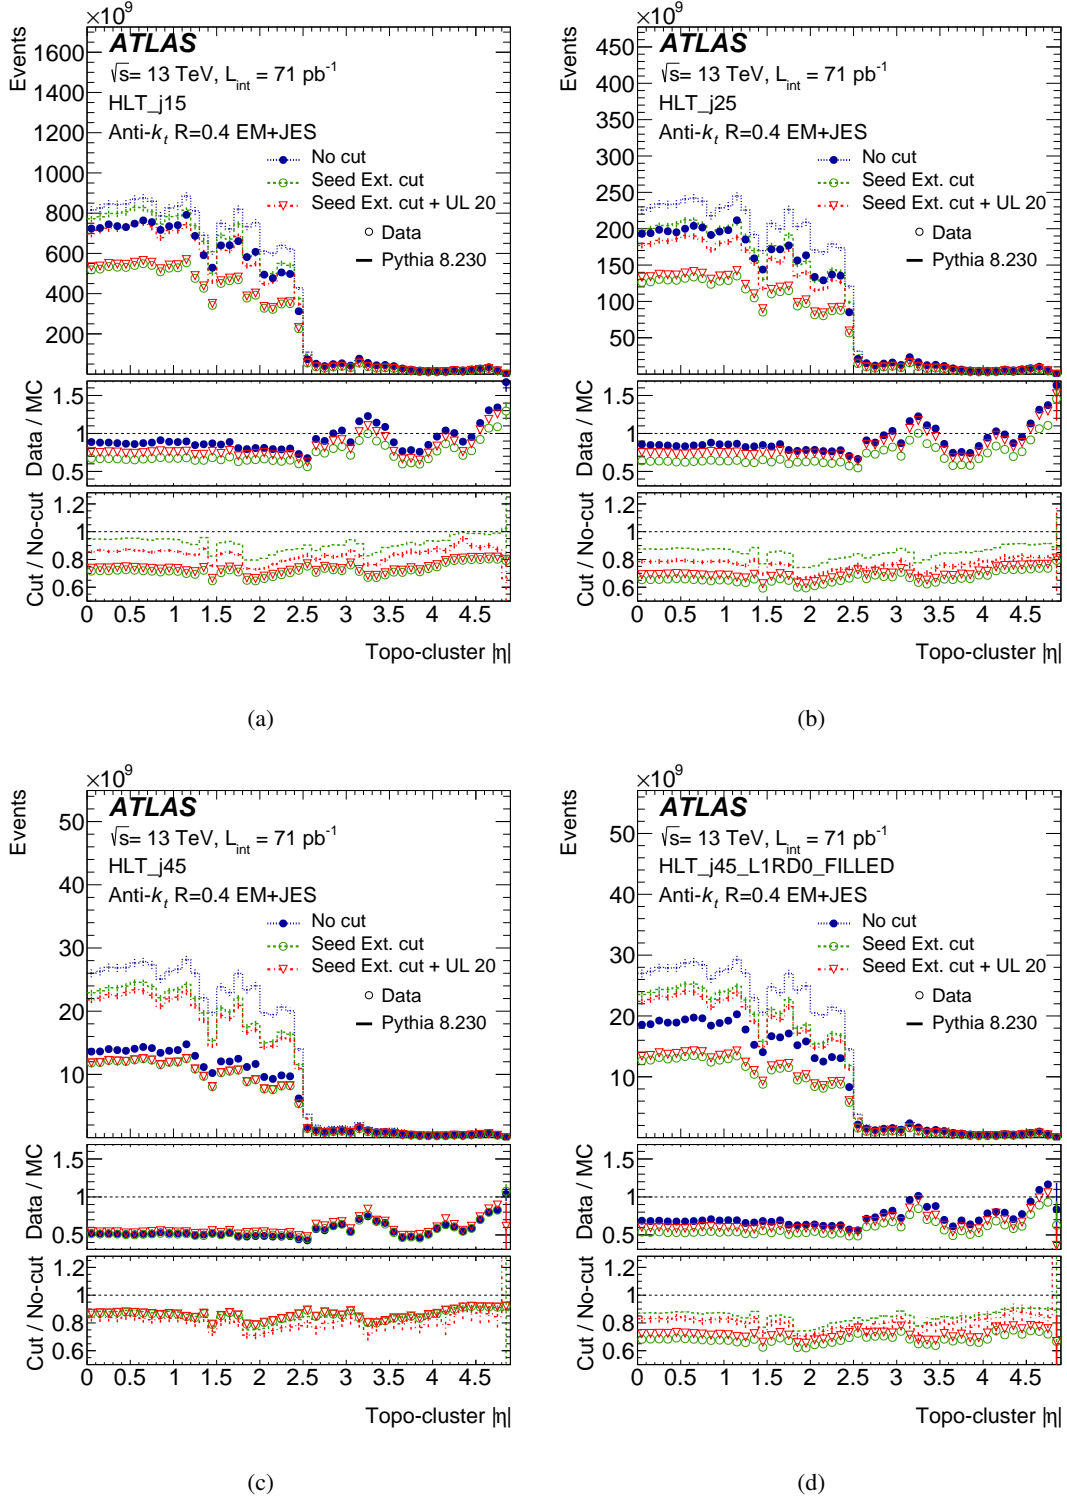 ×10⁹
Events
1600
1400
1200
1000
800
600
400
200
ATLAS
√s= 13 TeV, L_int = 71 pb⁻¹
HLT_j15
Anti-k_t R=0.4 EM+JES
No cut
Seed Ext. cut
Seed Ext. cut + UL 20
Data
Pythia 8.230
Data / MC
1.5
1
0.5
Cut / No-cut
1.2
1
0.8
0.6
0 0.5 1 1.5 2 2.5 3 3.5 4 4.5
Topo-cluster |η|
(a)
×10⁹
Events
450
400
350
300
250
200
150
100
50
ATLAS
√s= 13 TeV, L_int = 71 pb⁻¹
HLT_j25
Anti-k_t R=0.4 EM+JES
No cut
Seed Ext. cut
Seed Ext. cut + UL 20
Data
Pythia 8.230
Data / MC
1.5
1
0.5
Cut / No-cut
1.2
1
0.8
0.6
0 0.5 1 1.5 2 2.5 3 3.5 4 4.5
Topo-cluster |η|
(b)
×10⁹
Events
50
40
30
20
10
ATLAS
√s= 13 TeV, L_int = 71 pb⁻¹
HLT_j45
Anti-k_t R=0.4 EM+JES
No cut
Seed Ext. cut
Seed Ext. cut + UL 20
Data
Pythia 8.230
Data / MC
1.5
1
0.5
Cut / No-cut
1.2
1
0.8
0.6
0 0.5 1 1.5 2 2.5 3 3.5 4 4.5
Topo-cluster |η|
(c)
×10⁹
Events
50
40
30
20
10
ATLAS
√s= 13 TeV, L_int = 71 pb⁻¹
HLT_j45_L1RD0_FILLED
Anti-k_t R=0.4 EM+JES
No cut
Seed Ext. cut
Seed Ext. cut + UL 20
Data
Pythia 8.230
Data / MC
1.5
1
0.5
Cut / No-cut
1.2
1
0.8
0.6
0 0.5 1 1.5 2 2.5 3 3.5 4 4.5
Topo-cluster |η|
(d)